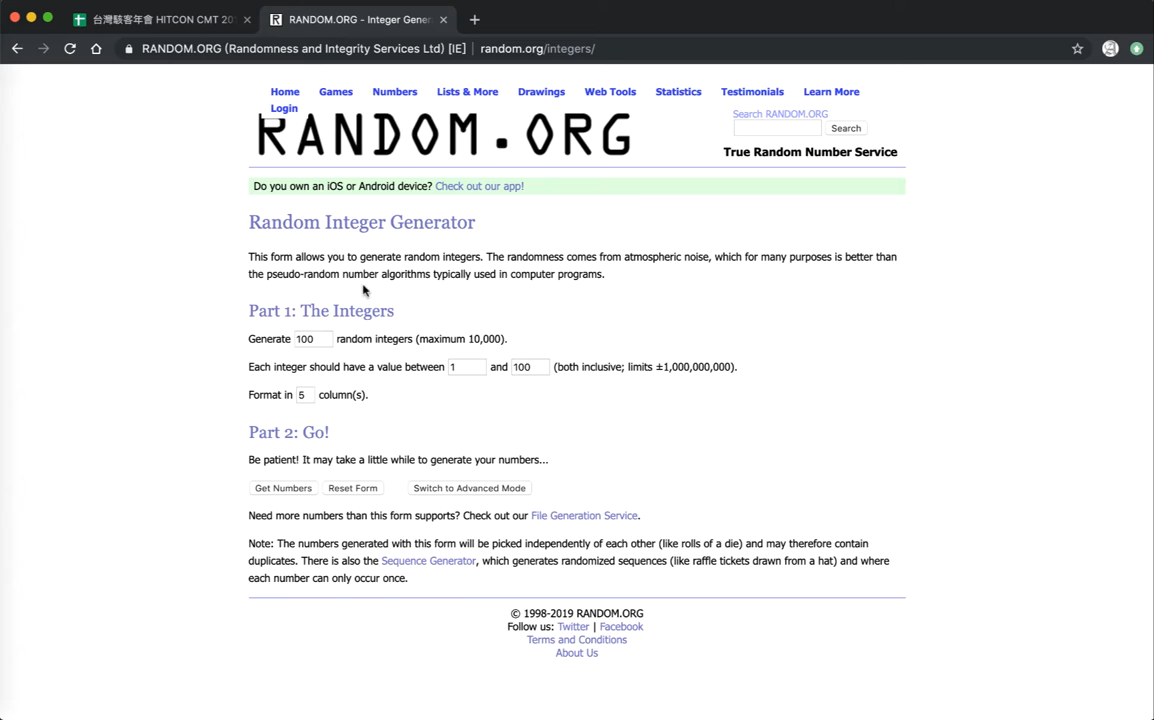 台灣駭客年會 HITCON CMT 20
RANDOM.ORG - Integer Gener
RANDOM.ORG (Randomness and Integrity Services Ltd) [IE] | random.org/integers/
Home Games Numbers Lists & More Drawings Web Tools Statistics Testimonials Learn More
Login
Search RANDOM.ORG
RANDOM.ORG
Search
True Random Number Service
Do you own an iOS or Android device? Check out our app!
Random Integer Generator
This form allows you to generate random integers. The randomness comes from atmospheric noise, which for many purposes is better than
the pseudo-random number algorithms typically used in computer programs.
Part 1: The Integers
Generate 100 random integers (maximum 10,000).
Each integer should have a value between 1 and 100 (both inclusive; limits ±1,000,000,000).
Format in 5 column(s).
Part 2: Go!
Be patient! It may take a little while to generate your numbers...
Get Numbers Reset Form Switch to Advanced Mode
Need more numbers than this form supports? Check out our File Generation Service.
Note: The numbers generated with this form will be picked independently of each other (like rolls of a die) and may therefore contain
duplicates. There is also the Sequence Generator, which generates randomized sequences (like raffle tickets drawn from a hat) and where
each number can only occur once.
© 1998-2019 RANDOM.ORG
Follow us: Twitter | Facebook
Terms and Conditions
About Us